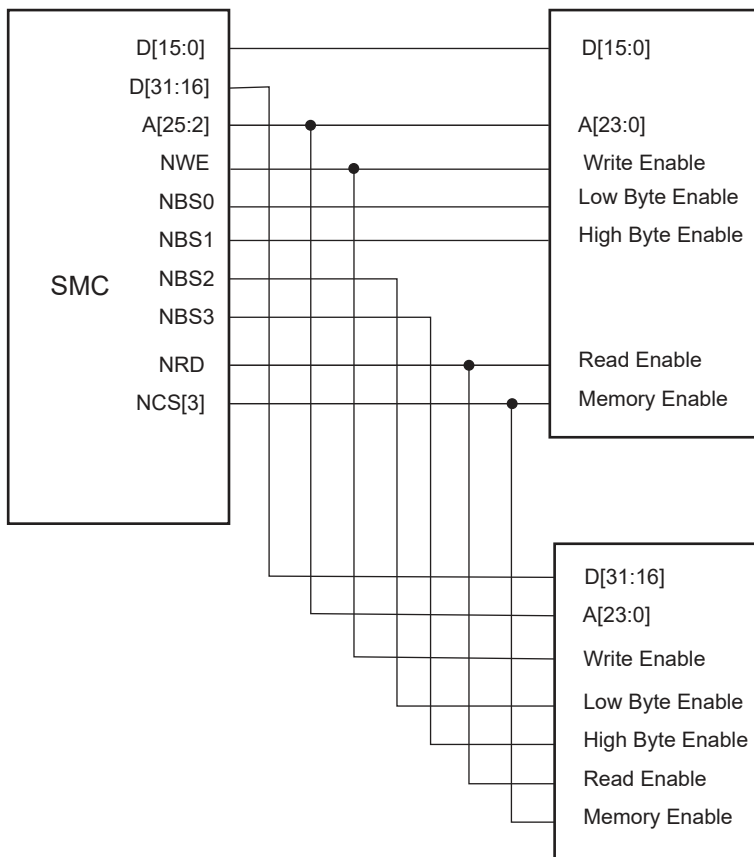 D[15:0]
D[31:16]
A[25:2]
NWE
NBS0
NBS1
NBS2
NBS3
NRD
NCS[3]
SMC
D[15:0]
A[23:0]
Write Enable
Low Byte Enable
High Byte Enable
Read Enable
Memory Enable
D[31:16]
A[23:0]
Write Enable
Low Byte Enable
High Byte Enable
Read Enable
Memory Enable